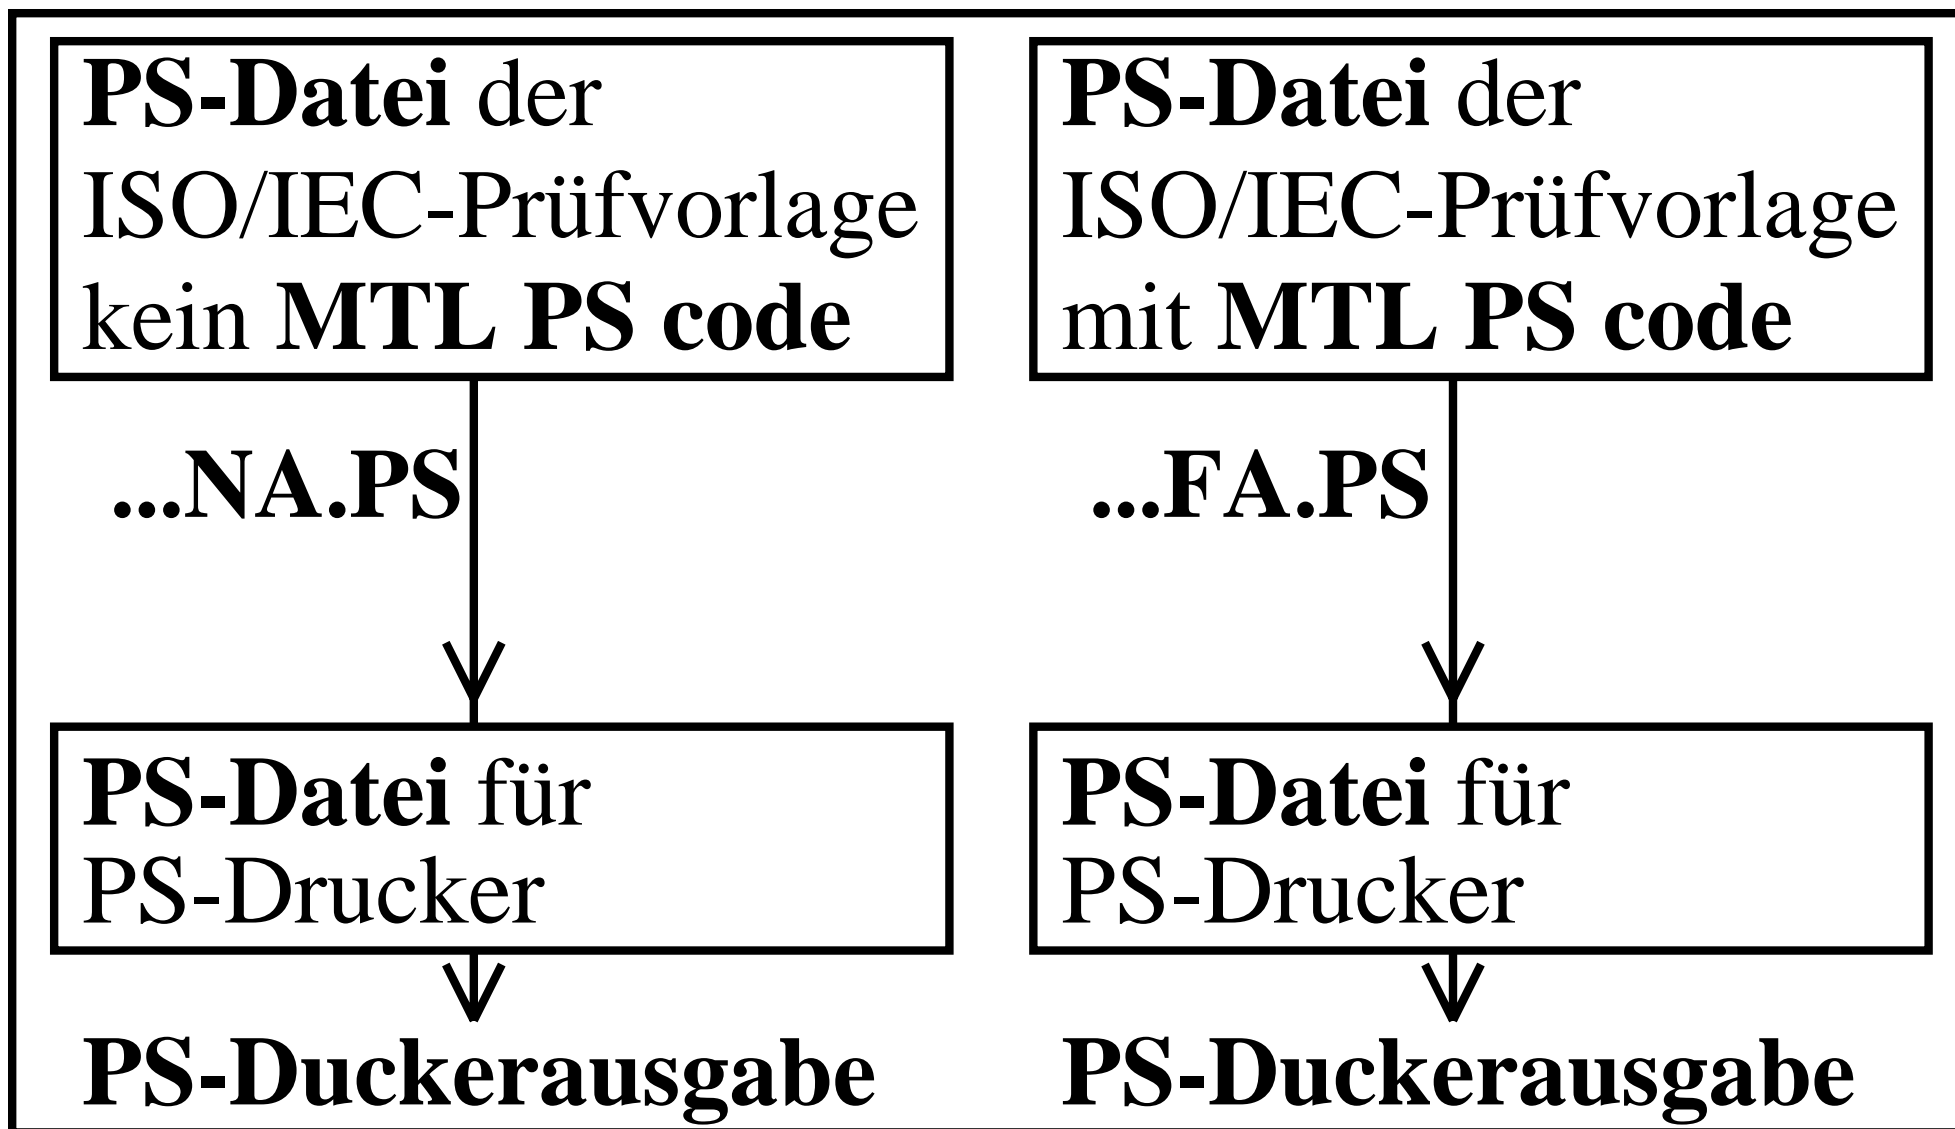 PS-Datei der
ISO/IEC-Prüfvorlage
kein MTL PS code
...NA.PS
PS-Datei für
PS-Drucker
PS-Duckerausgabe
PS-Datei der
ISO/IEC-Prüfvorlage
mit MTL PS code
...FA.PS
PS-Datei für
PS-Drucker
PS-Duckerausgabe